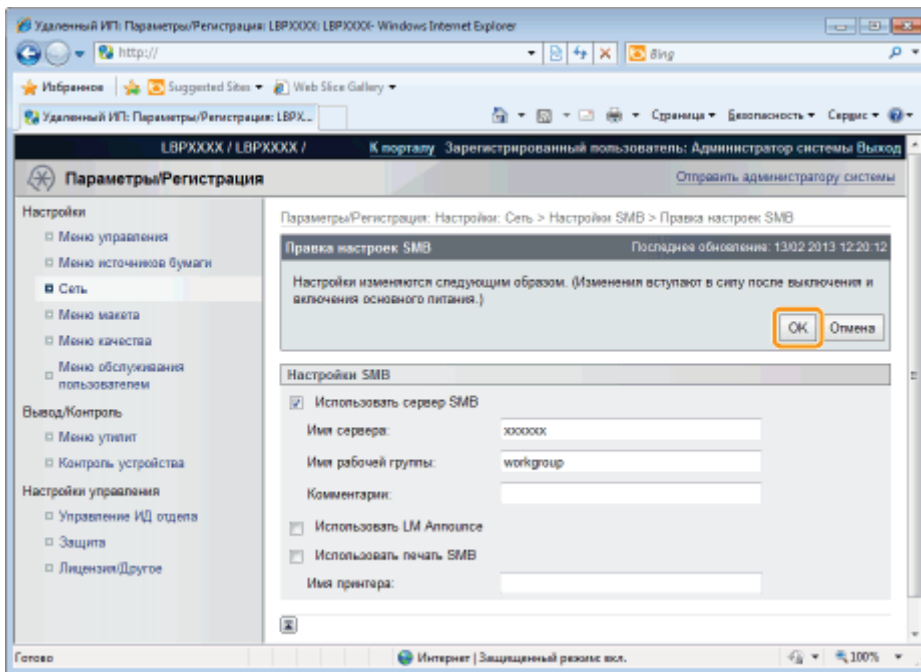 Удаленный ИП: Параметры/Регистрация: LBPXXXX: LBPXXXX- Windows Internet Explorer
http://
Bing
Избранное
Suggested Sites
Web Slice Gallery
Удаленный ИП: Параметры/Регистрация: LBPX...
Страница
Безопасность
Сервис
LBPXXXX / LBPXXXX /
К порталу Зарегистрированный пользователь: Администратор системы Выход
Параметры/Регистрация
Отправить администратору системы
Настройки
Меню управления
Меню источников бумаги
Сеть
Меню макета
Меню качества
Меню обслуживания
пользователем
Вывод/Контроль
Меню утилит
Контроль устройства
Настройки управления
Управление ИД отдела
Защита
Лицензия/Другое
Параметры/Регистрация: Настройки: Сеть > Настройки SMB > Правка настроек SMB
Правка настроек SMB
Последнее обновление: 13/02 2013 12:20:12
Настройки изменяются следующим образом. (Изменения вступают в силу после выключения и
включения основного питания.)
OK
Отмена
Настройки SMB
Использовать сервер SMB
Имя сервера:
xxxxxxx
Имя рабочей группы:
workgroup
Комментарии:
Использовать LM Announce
Использовать печать SMB
Имя принтера:
Готово
Интернет | Защищенный режим: вкл.
100%